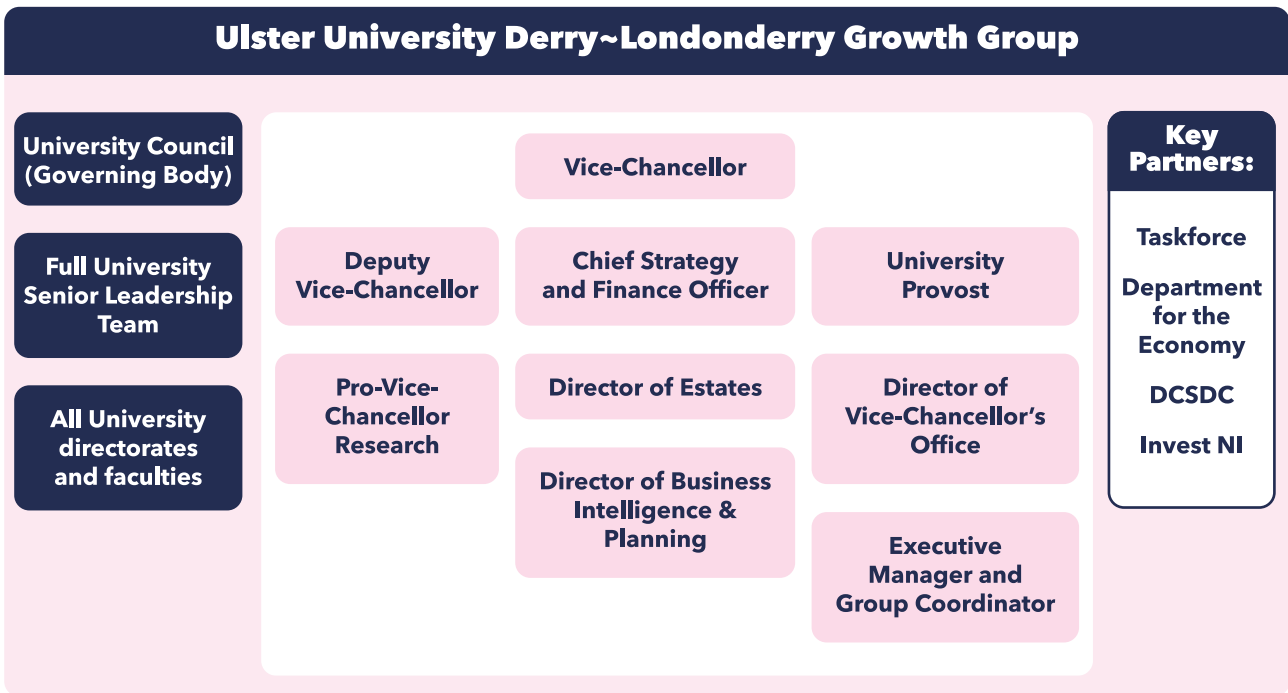 Ulster University Derry~Londonderry Growth Group
University Council
(Governing Body)
Full University
Senior Leadership
Team
All University
directorates
and faculties
Vice-Chancellor
Deputy
Vice-Chancellor
Chief Strategy
and Finance Officer
University
Provost
Pro-Vice-
Chancellor
Research
Director of Estates
Director of
Vice-Chancellor’s
Office
Director of Business
Intelligence &
Planning
Executive
Manager and
Group Coordinator
Key
Partners:
Taskforce
Department
for the
Economy
DCSDC
Invest NI